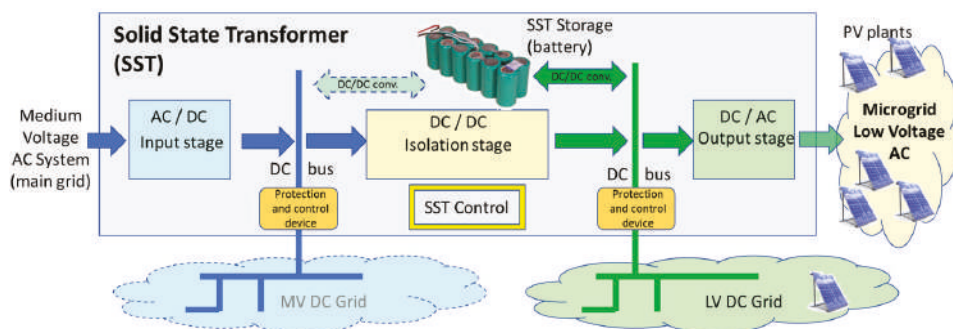 Solid State Transformer
(SST)
SST Storage
(battery)
PV plants
DC/DC conv.
DC/DC conv.
Medium
Voltage
AC System
(main grid)
AC / DC
Input stage
DC / DC
Isolation stage
DC / AC
Output stage
Microgrid
Low Voltage
AC
DC bus
DC bus
Protection
and control
device
SST Control
Protection
and control
device
MV DC Grid
LV DC Grid